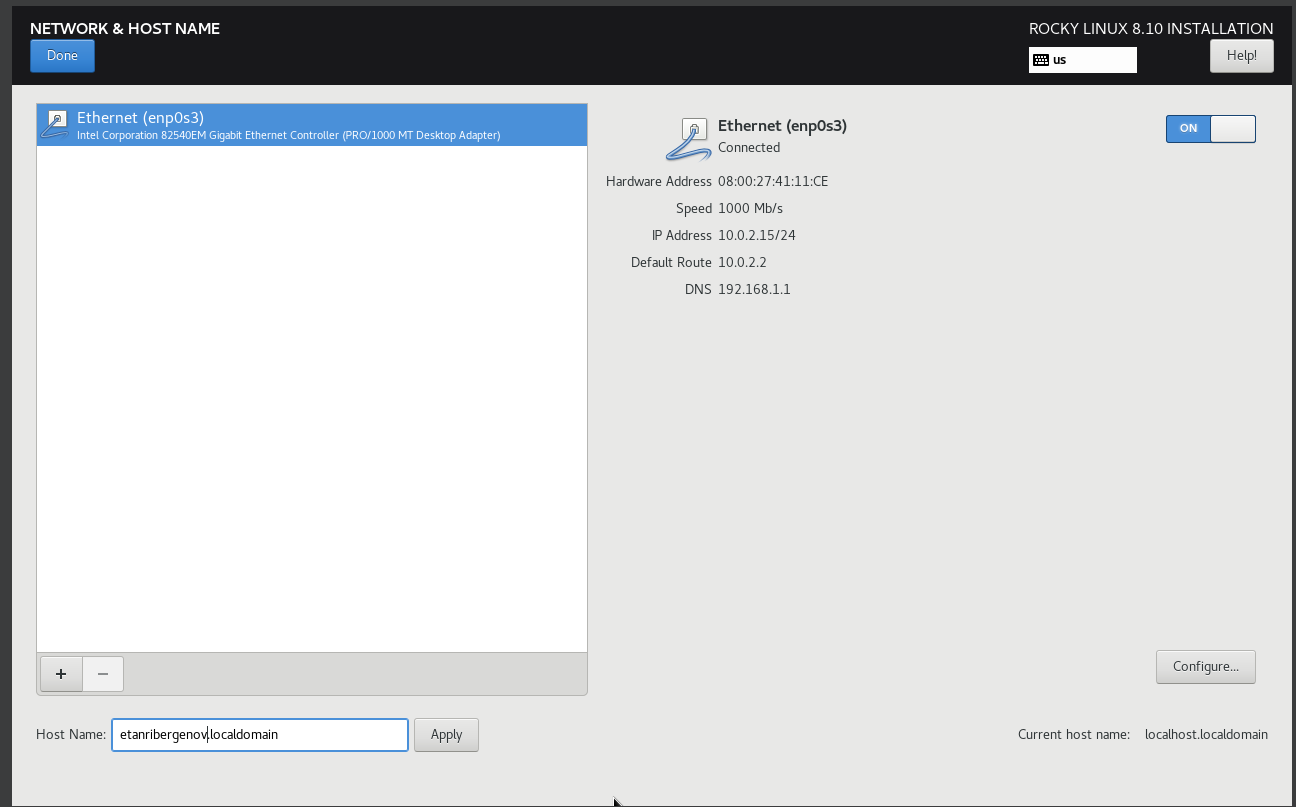 NETWORK & HOST NAME
ROCKY LINUX 8.10 INSTALLATION
Done
us
Help!
Ethernet (enp0s3)
Intel Corporation 82540EM Gigabit Ethernet Controller (PRO/1000 MT Desktop Adapter)
Ethernet (enp0s3)
Connected
ON
Hardware Address 08:00:27:41:11:CE
Speed 1000 Mb/s
IP Address 10.0.2.15/24
Default Route 10.0.2.2
DNS 192.168.1.1
+ −
Configure...
Host Name: etanribergenov.localdomain Apply
Current host name: localhost.localdomain